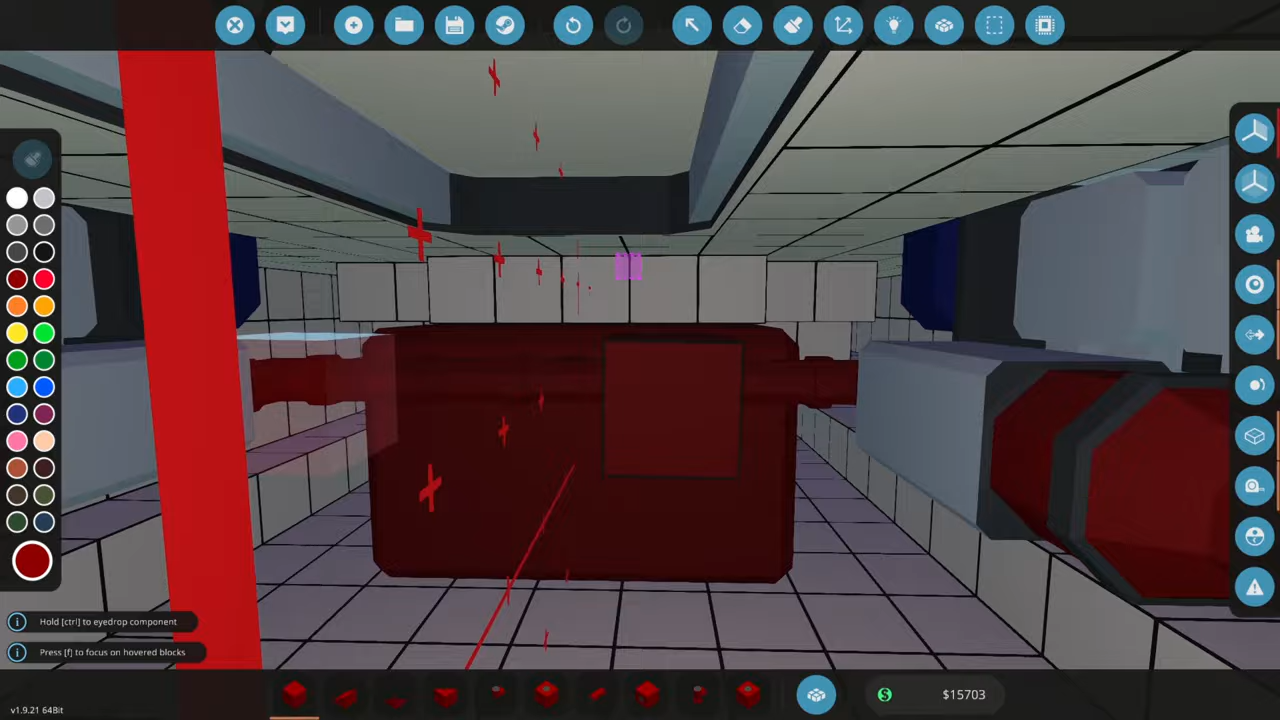 Hold [ctrl] to eyedrop component
Press [f] to focus on hovered blocks
$
$15703
v1.9.21 64Bit